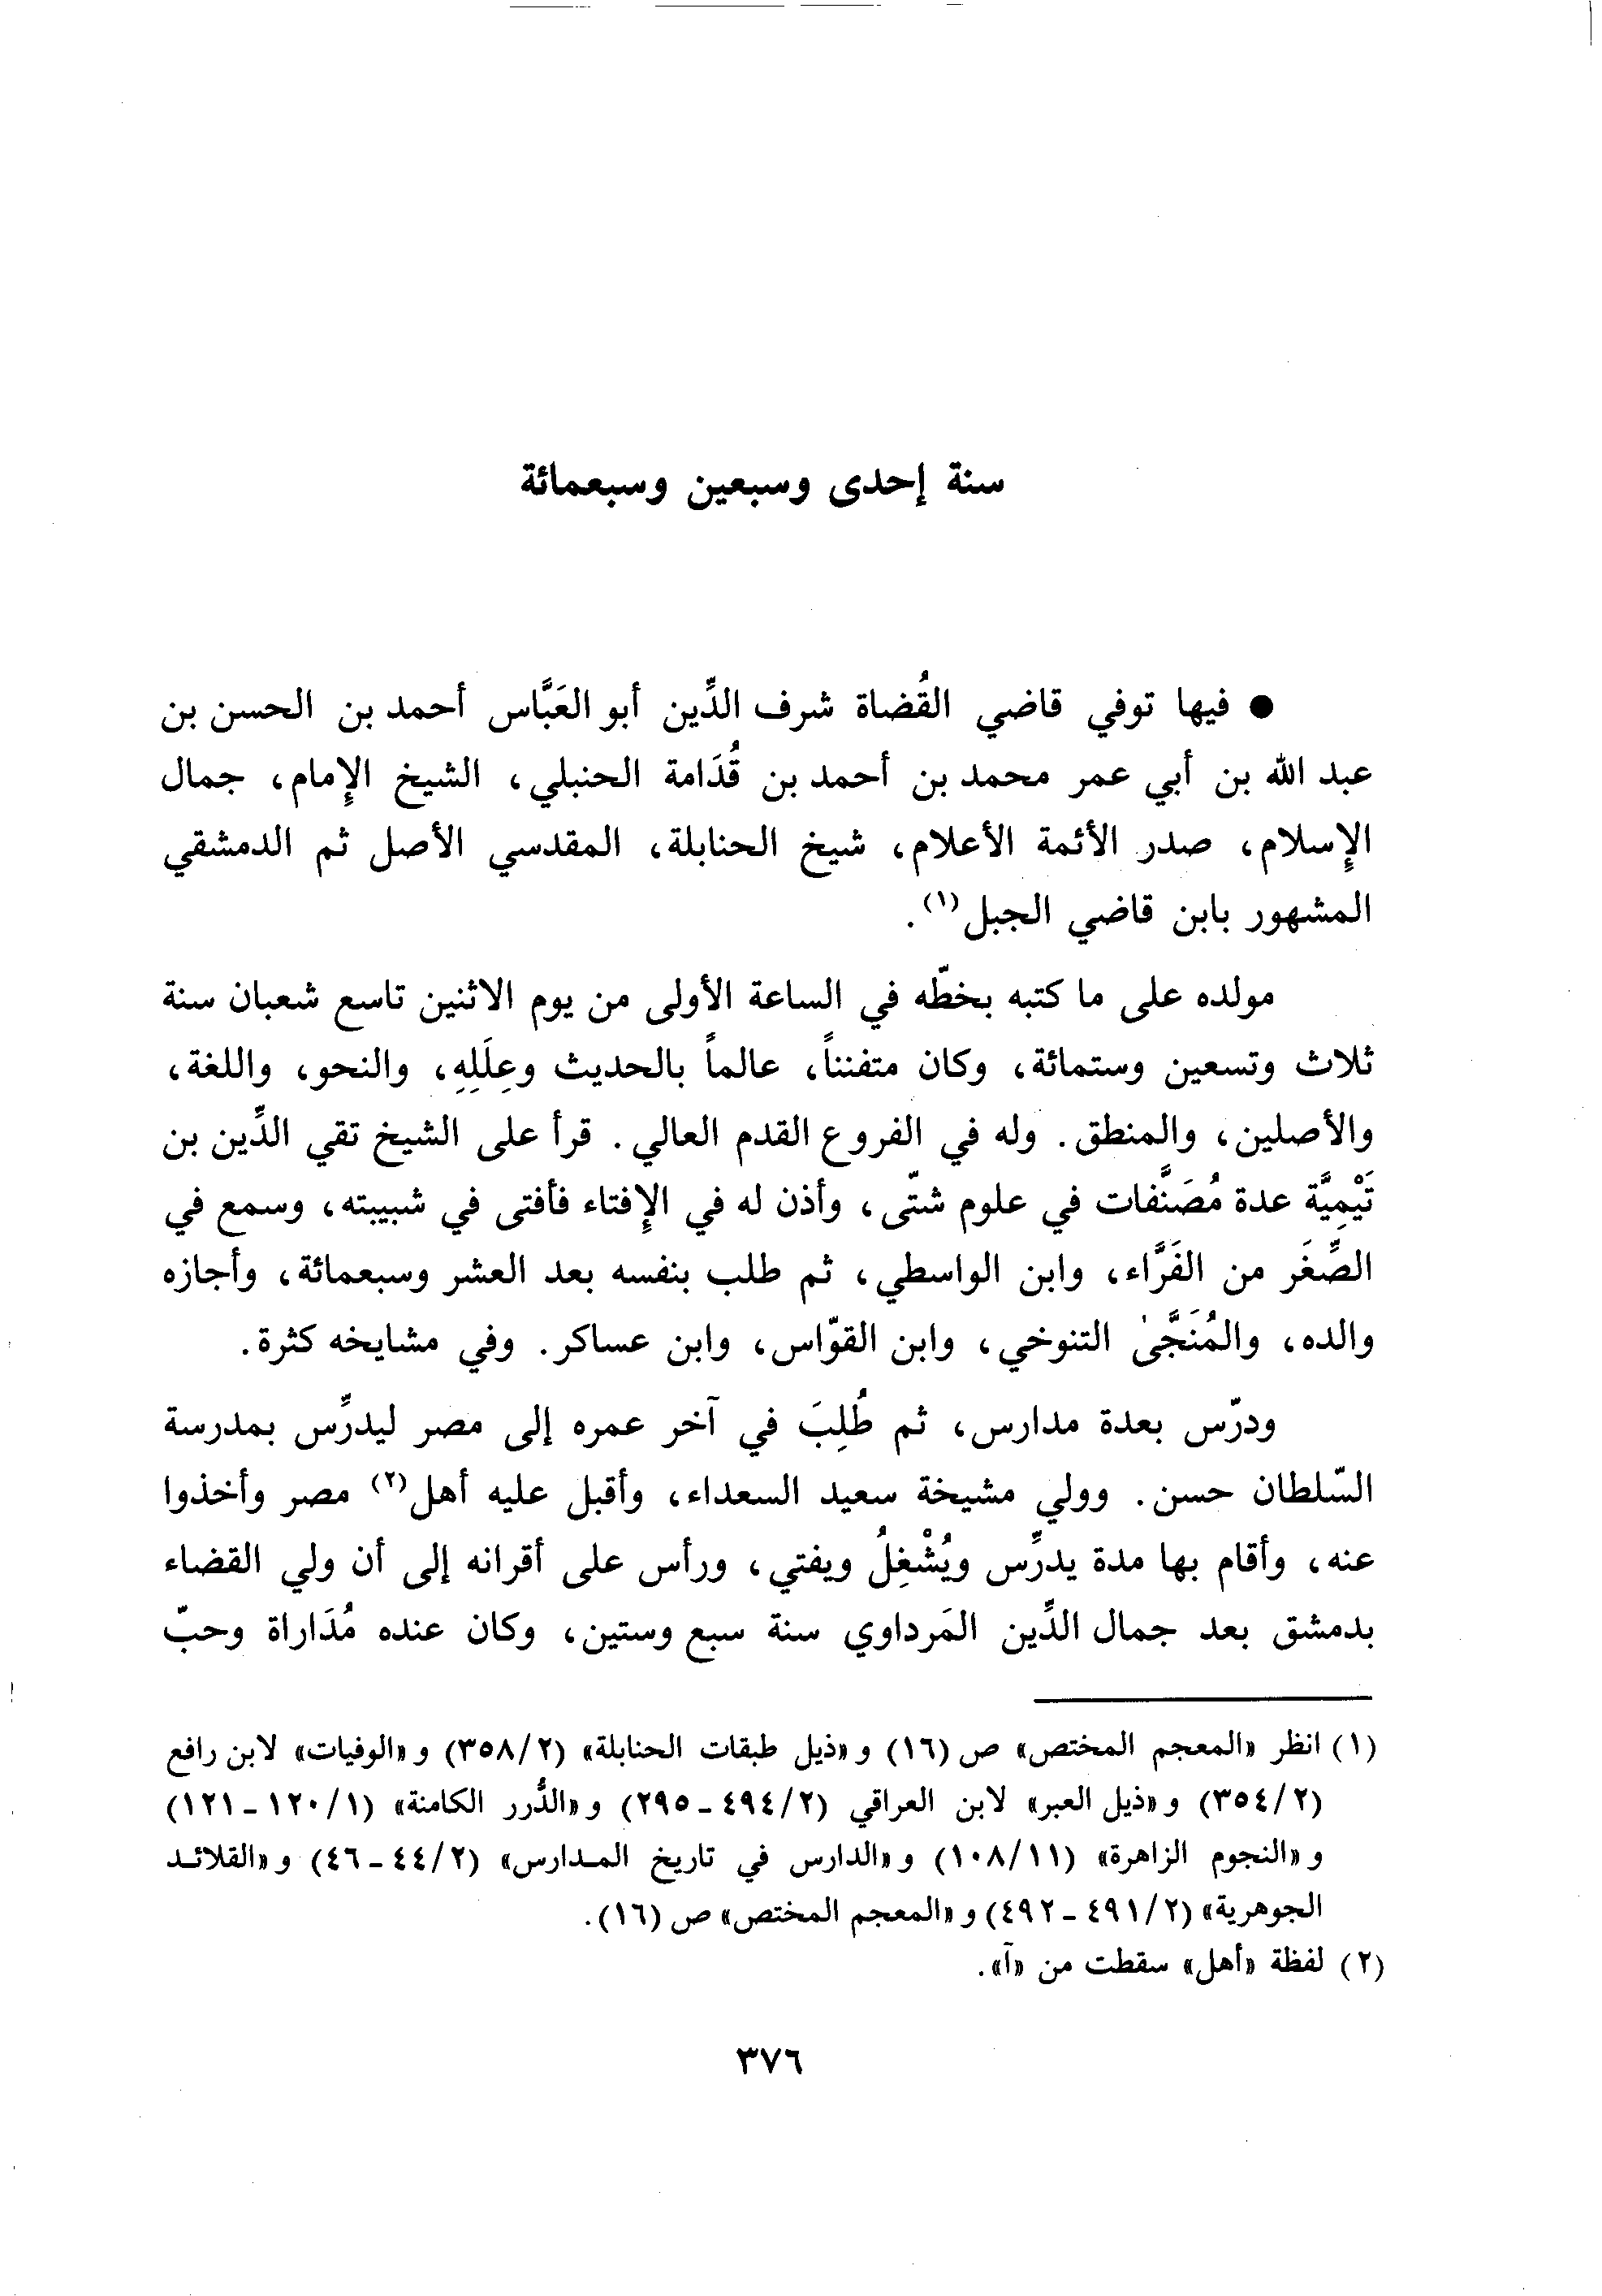 سنة إحدى وسبعين وسبعمائة
● فيها توفي قاضي القُضاة شرف الدِّين أبو العَبَّاس أحمد بن الحسن بن
عبد الله بن أبي عمر محمد بن أحمد بن قُدَامة الحنبلي، الشيخ الإِمام، جمال
الإِسلام، صدر الأئمة الأعلام، شيخ الحنابلة، المقدسي الأصل ثم الدمشقي
المشهور بابن قاضي الجبل(١).
مولده على ما كتبه بخطّه في الساعة الأولى من يوم الاثنين تاسع شعبان سنة
ثلاث وتسعين وستمائة، وكان متفنناً، عالماً بالحديث وعِلَلِهِ، والنحو، واللغة،
والأصلين، والمنطق. وله في الفروع القدم العالي. قرأ على الشيخ تقي الدِّين بن
تَيْمِيَّة عدة مُصَنَّفات في علوم شتّى، وأذن له في الإِفتاء فأفتى في شبيبته، وسمع في
الصِّغَر من الفَرَّاء، وابن الواسطي، ثم طلب بنفسه بعد العشر وسبعمائة، وأجازه
والده، والمُنَجَّىٰ التنوخي، وابن القوّاس، وابن عساكر. وفي مشايخه كثرة.
ودرّس بعدة مدارس، ثم طُلِبَ في آخر عمره إلى مصر ليدرِّس بمدرسة
السّلطان حسن. وولي مشيخة سعيد السعداء، وأقبل عليه أهل(٢) مصر وأخذوا
عنه، وأقام بها مدة يدرِّس ويُشْغِلُ ويفتي، ورأس على أقرانه إلى أن ولي القضاء
بدمشق بعد جمال الدِّين المَرداوي سنة سبع وستين، وكان عنده مُدَاراة وحبّ
(١) انظر «المعجم المختص» ص (١٦) و «ذيل طبقات الحنابلة» (٣٥٨/٢) و «الوفيات» لابن رافع
(٣٥٤/٢) و «ذيل العبر» لابن العراقي (٤٩٤/٢ ـ ٢٩٥) و «الدُّرر الكامنة» (١٢٠/١ ـ ١٢١)
و «النجوم الزاهرة» (١٠٨/١١) و «الدارس في تاريخ المـدارس» (٤٤/٢ ـ ٤٦) و «القلائـد
الجوهرية» (٤٩١/٢ ـ ٤٩٢) و «المعجم المختص» ص (١٦).
(٢) لفظة «أهل» سقطت من «آ».
٣٧٦